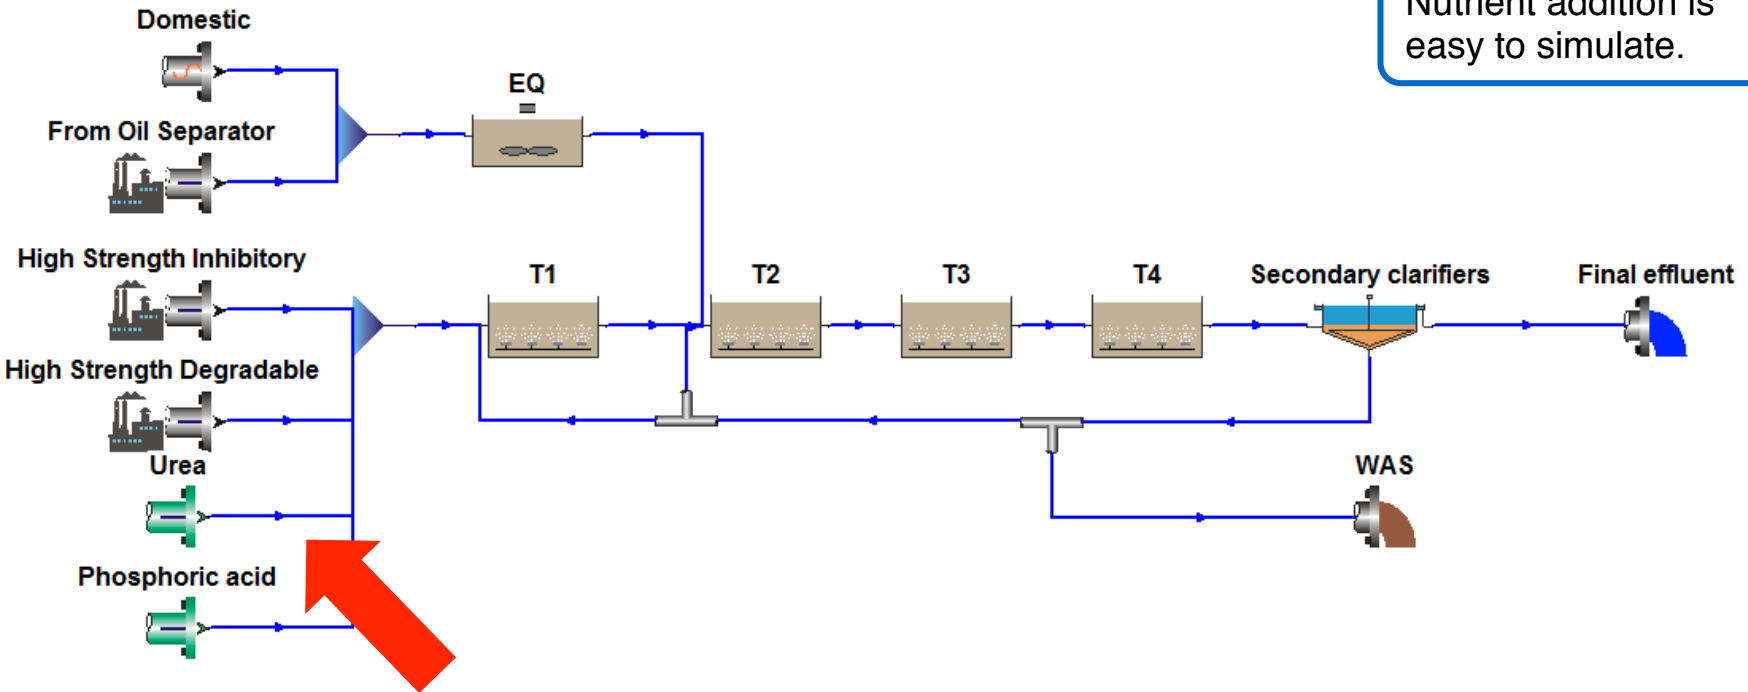 Nutrient addition is
easy to simulate.
Domestic
EQ
From Oil Separator
High Strength Inhibitory
T1
T2
T3
T4
Secondary clarifiers
Final effluent
High Strength Degradable
Urea
WAS
Phosphoric acid